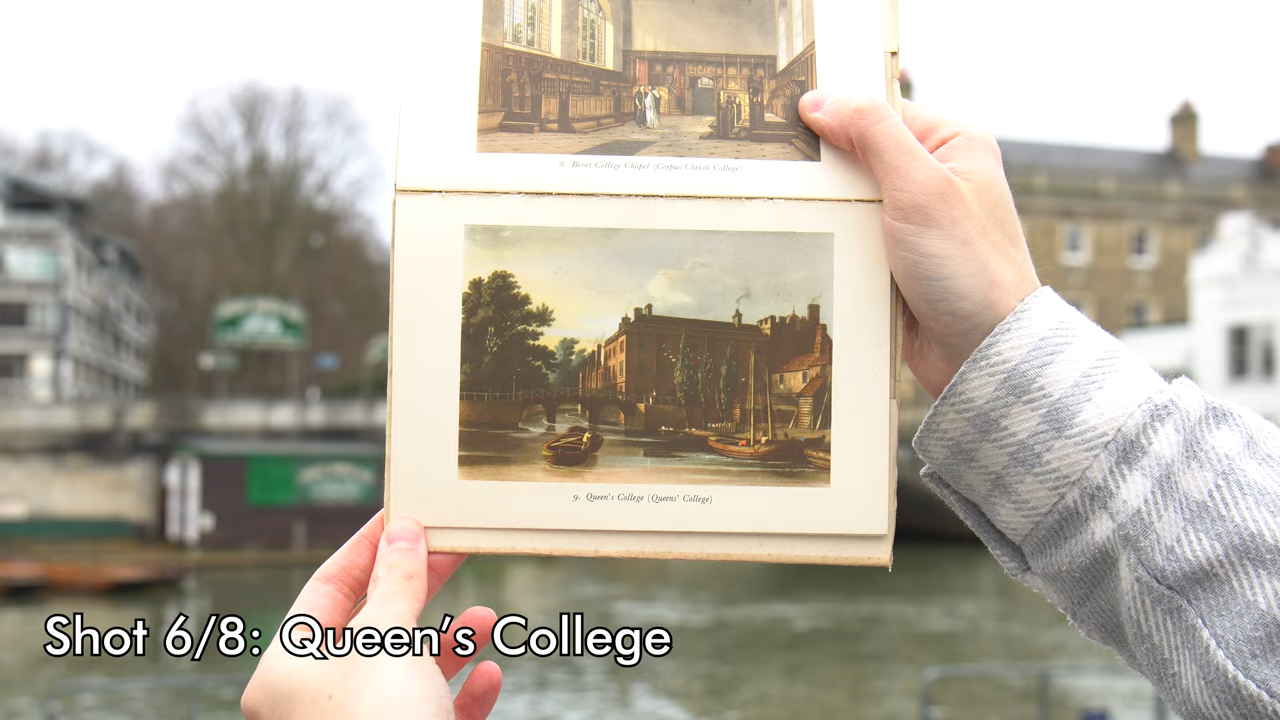 8. Benet College Chapel (Corpus Christi College)
9. Queen's College (Queens' College)
Shot 6/8: Queen's College